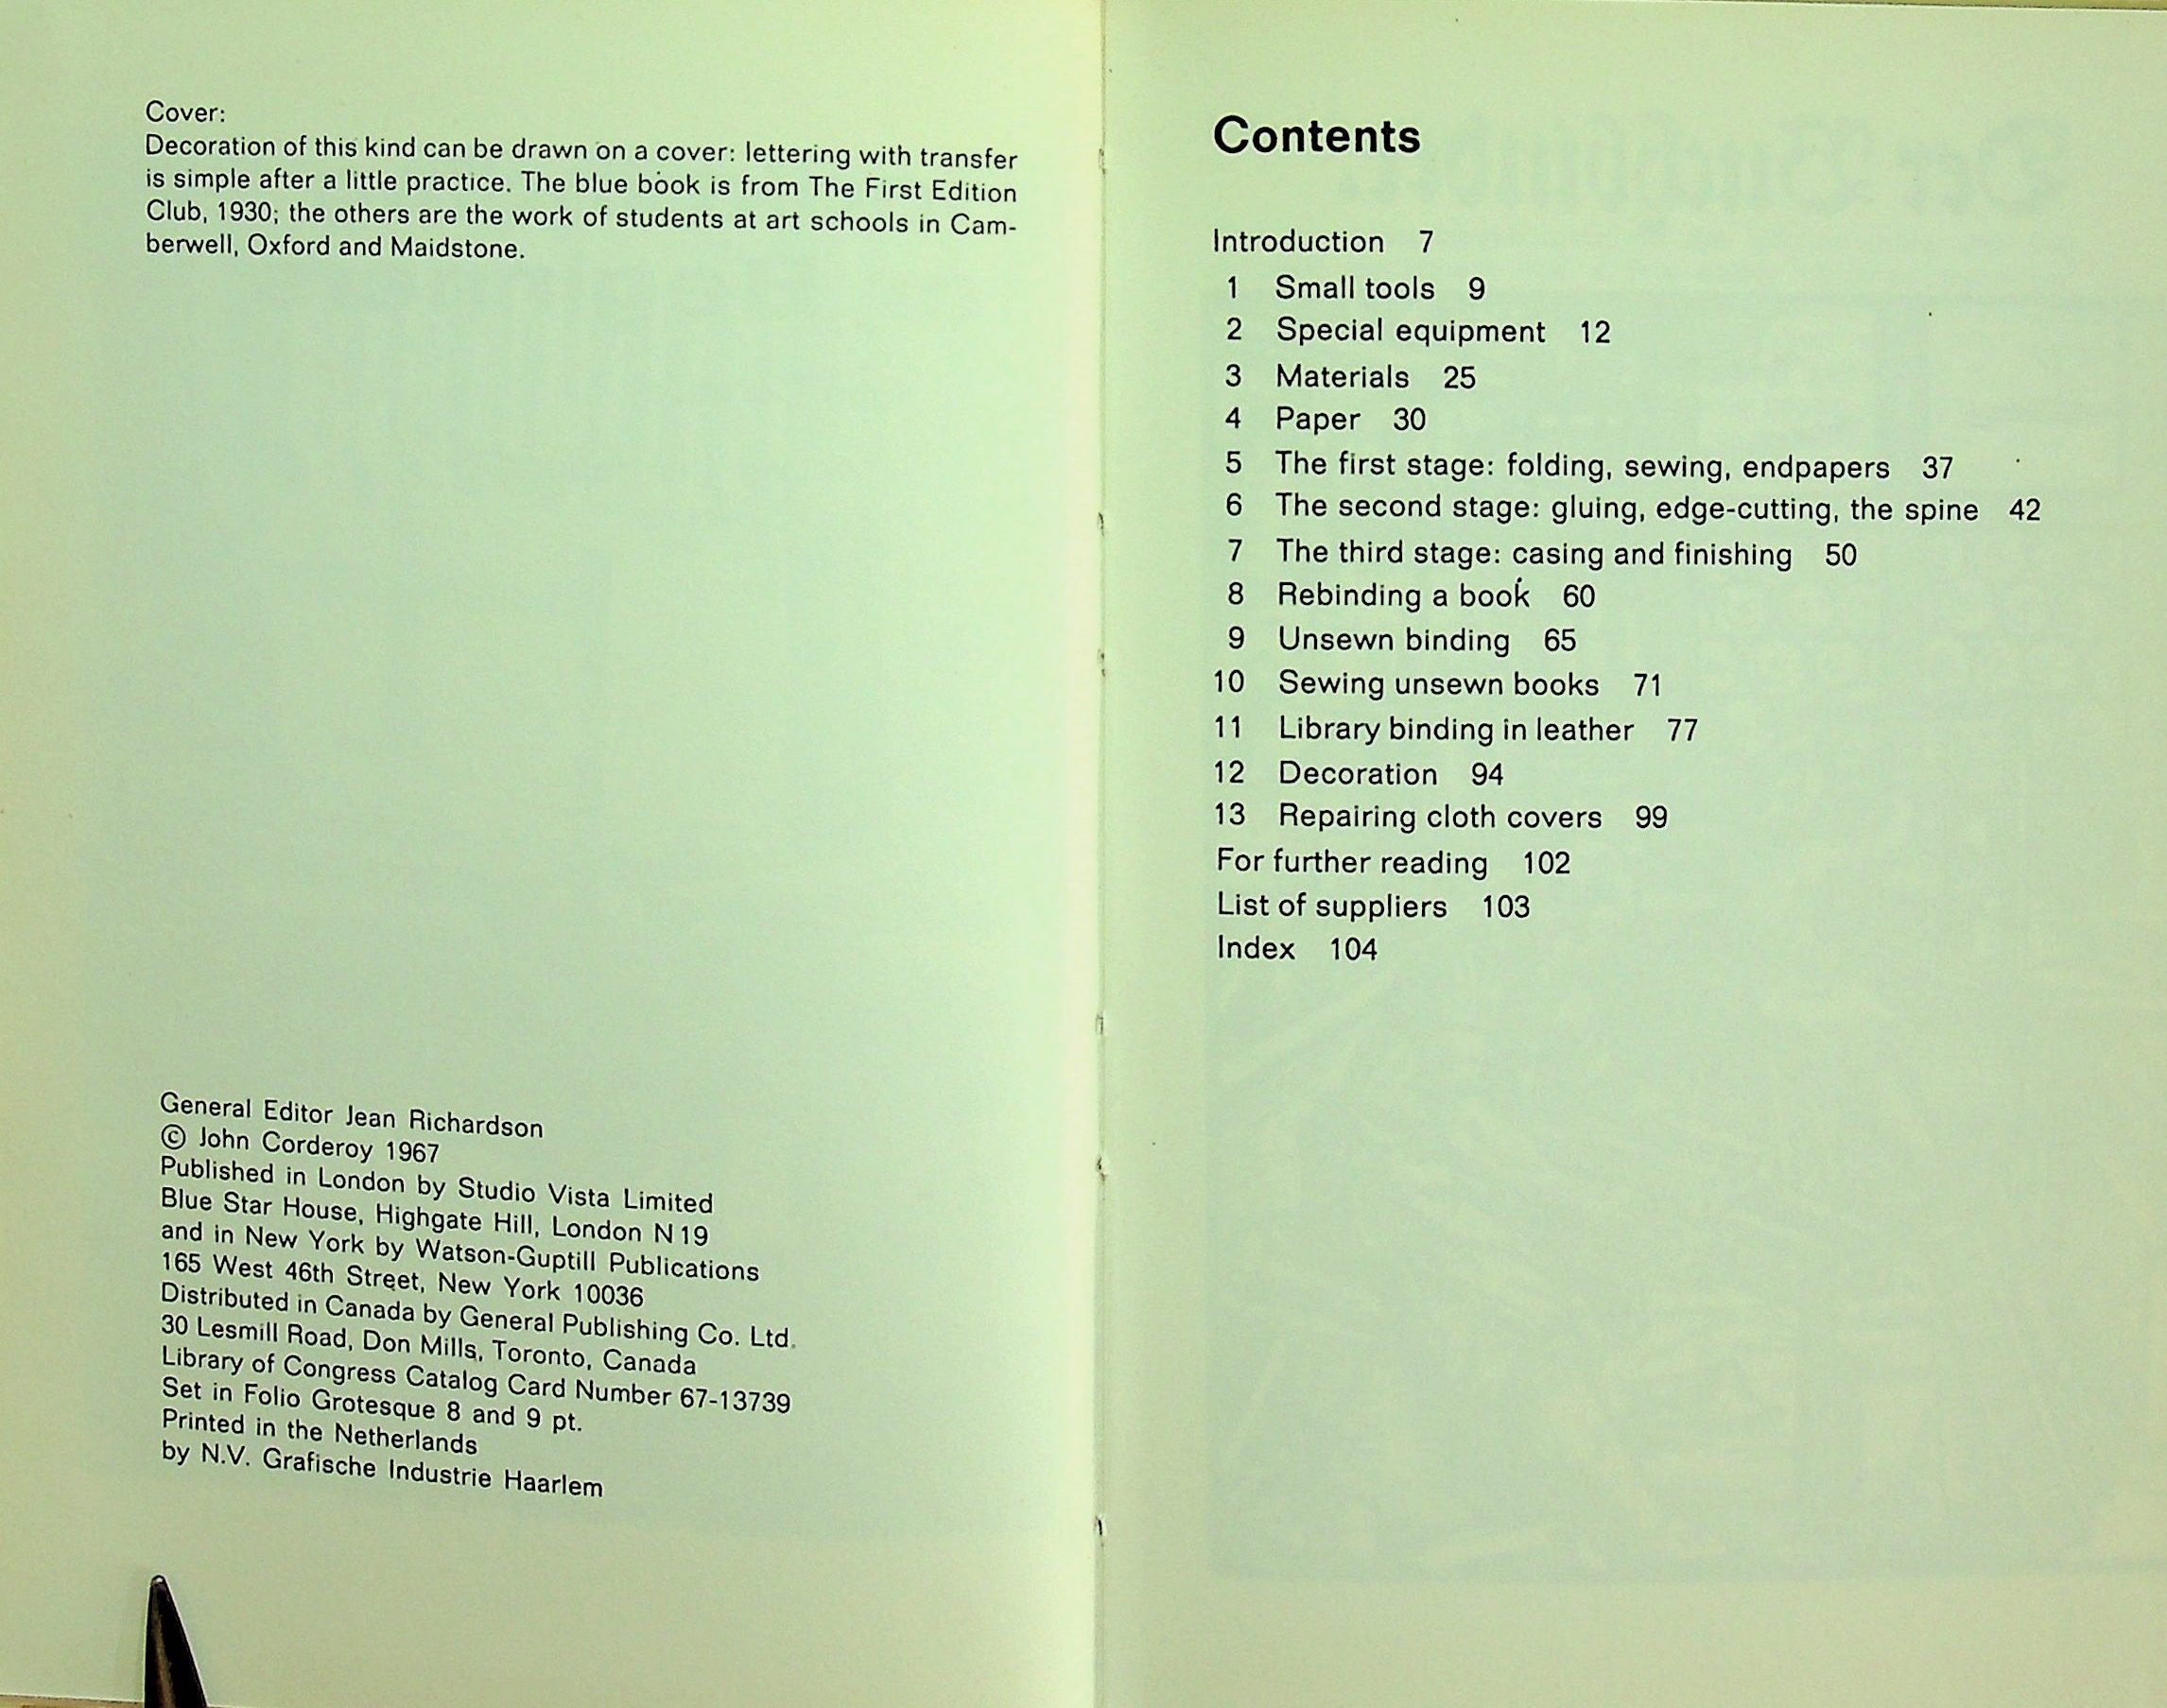 Cover:
Decoration of this kind can be drawn on a cover: lettering with transfer
is simple after a little practice. The blue book is from The First Edition
Club, 1930; the others are the work of students at art schools in Cam-
berwell, Oxford and Maidstone.
General Editor Jean Richardson
© John Corderoy 1967
Published in London by Studio Vista Limited
Blue Star House, Highgate Hill, London N 19
and in New York by Watson-Guptill Publications
165 West 46th Street, New York 10036
Distributed in Canada by General Publishing Co. Ltd.
30 Lesmill Road, Don Mills, Toronto, Canada
Library of Congress Catalog Card Number 67-13739
Set in Folio Grotesque 8 and 9 pt.
Printed in the Netherlands
by N.V. Grafische Industrie Haarlem
Contents
Introduction 7
1 Small tools 9
2 Special equipment 12
3 Materials 25
4 Paper 30
5 The first stage: folding, sewing, endpapers 37
6 The second stage: gluing, edge-cutting, the spine 42
7 The third stage: casing and finishing 50
8 Rebinding a book 60
9 Unsewn binding 65
10 Sewing unsewn books 71
11 Library binding in leather 77
12 Decoration 94
13 Repairing cloth covers 99
For further reading 102
List of suppliers 103
Index 104